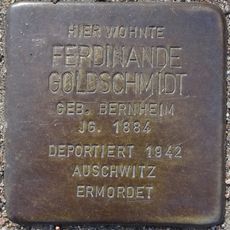 HIER WOHNTE
FERDINANDE
GOLDSCHMIDT
GEB. BERNHEIM
JG. 1884
DEPORTIERT 1942
AUSCHWITZ
ERMORDET